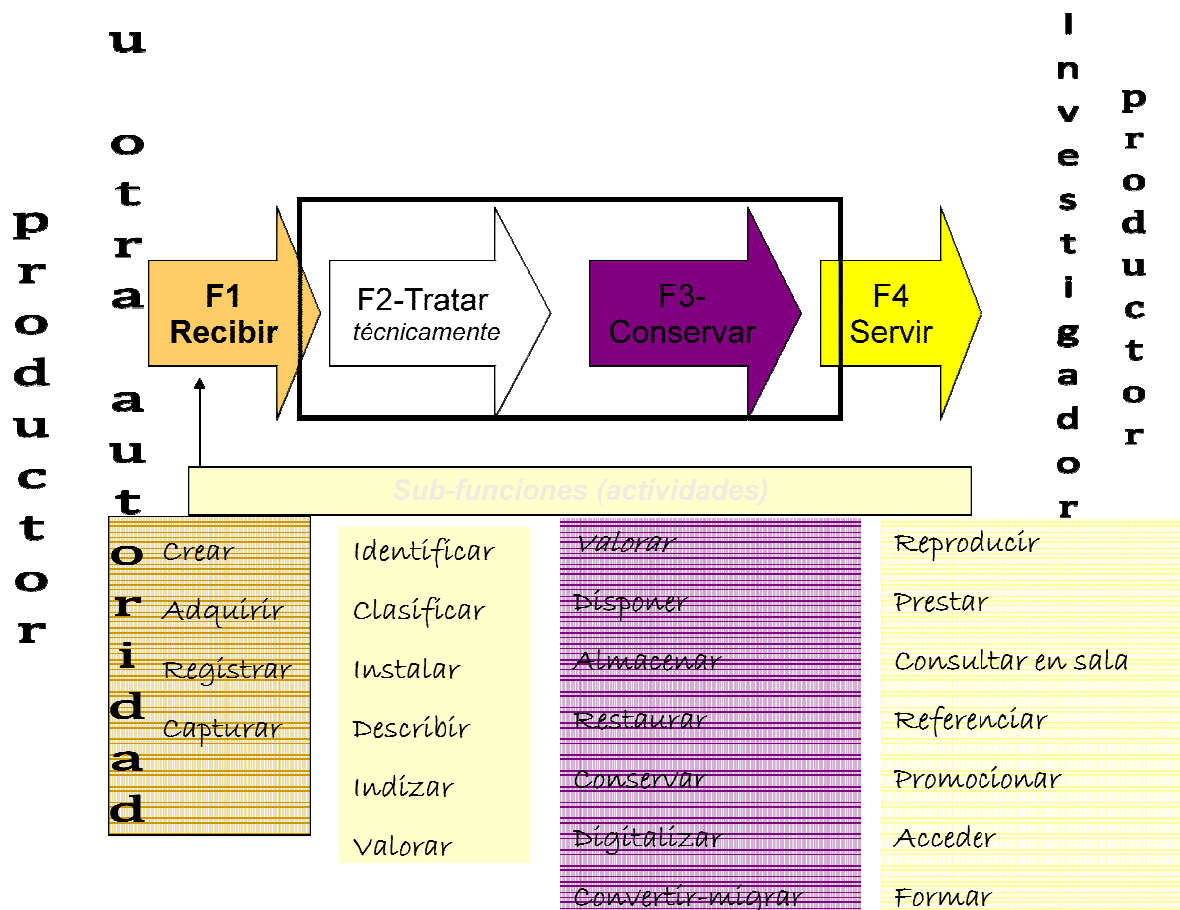 productor
u otra autoridad
F1
Recibir
F2-Tratar
técnicamente
F3-
Conservar
F4
Servir
Investigador
productor
Sub-funciones (actividades)
Crear
Adquirir
Registrar
Capturar
Identificar
Clasificar
Instalar
Describir
Indizar
Valorar
Valorar
Disponer
Almacenar
Restaurar
Conservar
Digitalizar
Convertir-migrar
Reproducir
Prestar
Consultar en sala
Referenciar
Promocionar
Acceder
Formar